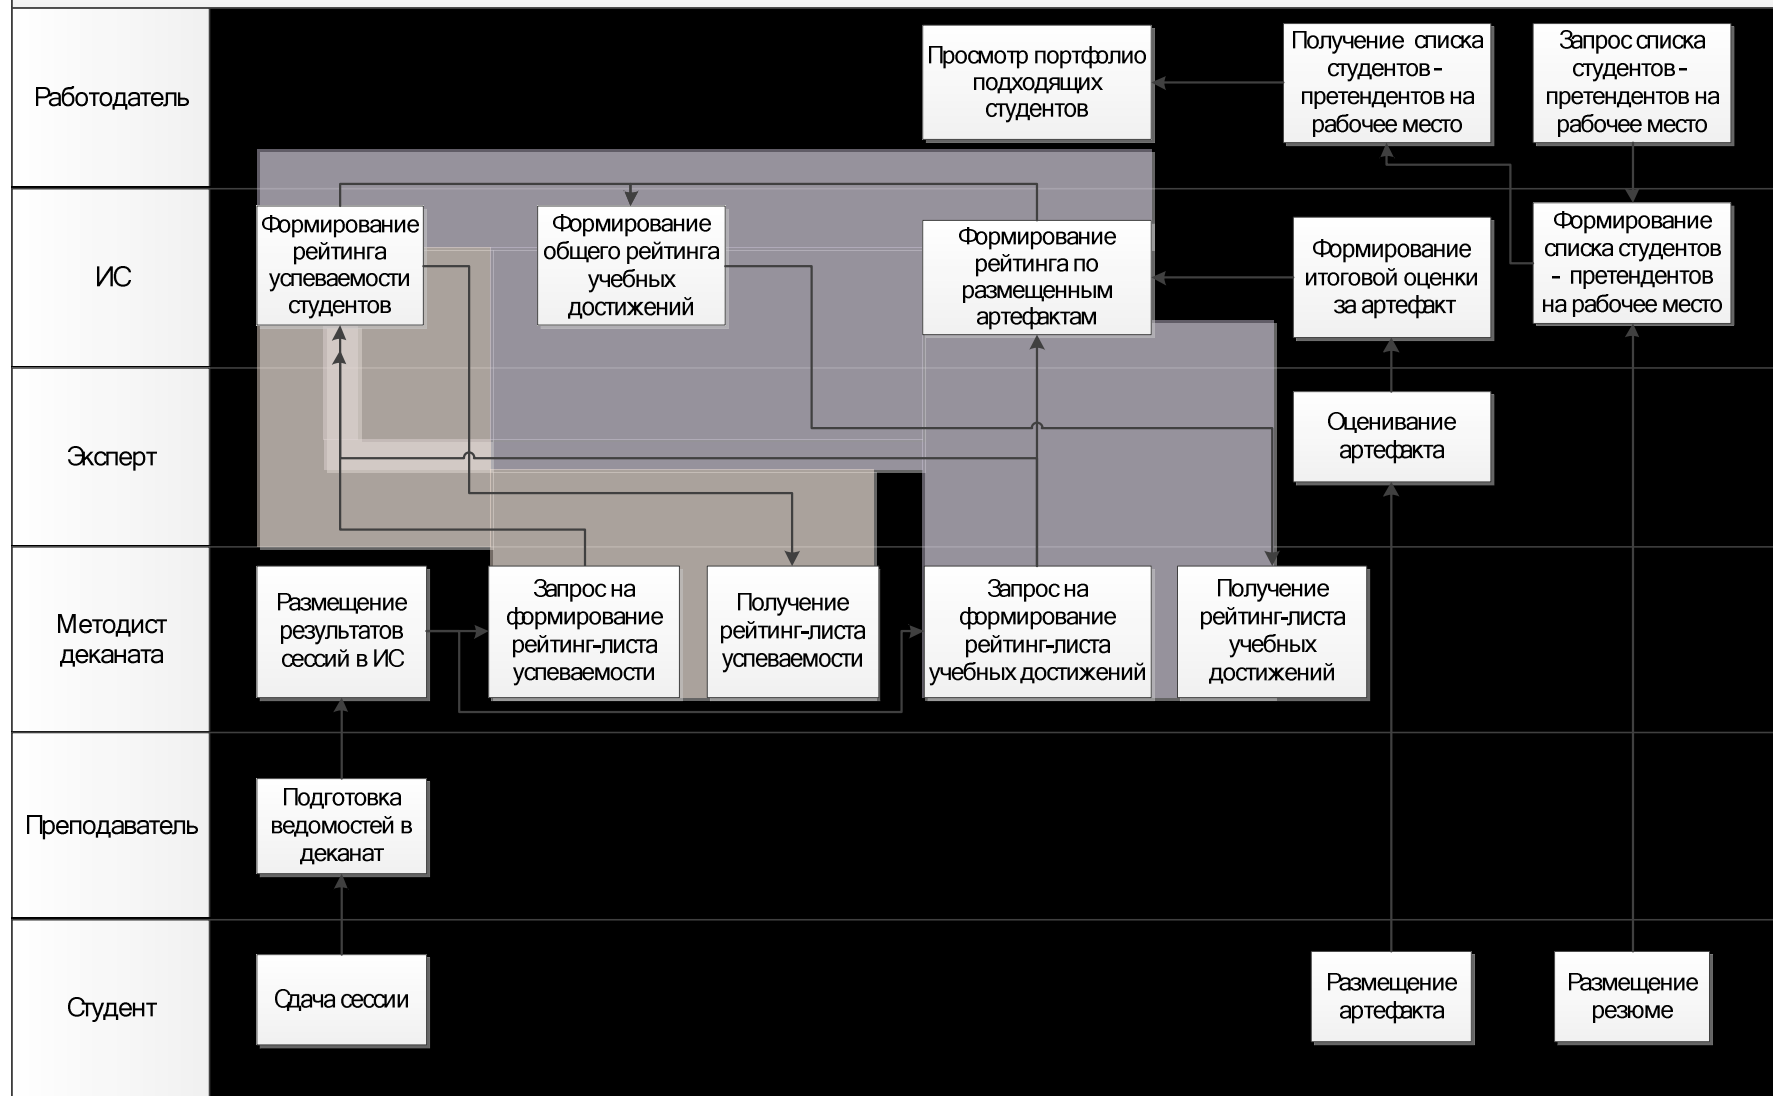 Работодатель
Просмотр портфолио
подходящих
студентов
Получение списка
студентов -
претендентов на
рабочее место
Запрос списка
студентов -
претендентов на
рабочее место
ИС
Формирование
рейтинга
успеваемости
студентов
Формирование
общего рейтинга
учебных
достижений
Формирование
рейтинга по
размещенным
артефактам
Формирование
итоговой оценки
за артефакт
Формирование
списка студентов
- претендентов
на рабочее место
Эксперт
Оценивание
артефакта
Методист
деканата
Размещение
результатов
сессий в ИС
Запрос на
формирование
рейтинг-листа
успеваемости
Получение
рейтинг-листа
успеваемости
Запрос на
формирование
рейтинг-листа
учебных достижений
Получение
рейтинг-листа
учебных
достижений
Преподаватель
Подготовка
ведомостей в
деканат
Студент
Сдача сессии
Размещение
артефакта
Размещение
резюме